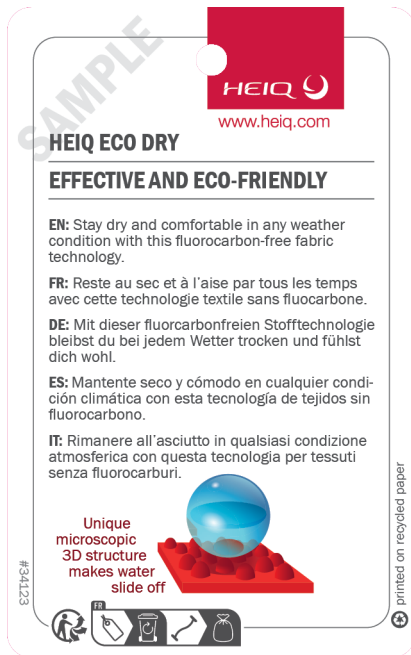 SAMPLE
HEIQ
www.heiq.com
HEIQ ECO DRY
EFFECTIVE AND ECO-FRIENDLY
EN: Stay dry and comfortable in any weather
condition with this fluorocarbon-free fabric
technology.
FR: Reste au sec et à l’aise par tous les temps
avec cette technologie textile sans fluocarbone.
DE: Mit dieser fluorcarbonfreien Stofftechnologie
bleibst du bei jedem Wetter trocken und fühlst
dich wohl.
ES: Mantente seco y cómodo en cualquier condi-
ción climática con esta tecnología de tejidos sin
fluorocarbono.
IT: Rimanere all’asciutto in qualsiasi condizione
atmosferica con questa tecnologia per tessuti
senza fluorocarburi.
Unique
microscopic
3D structure
makes water
slide off
#34123
printed on recycled paper
FR